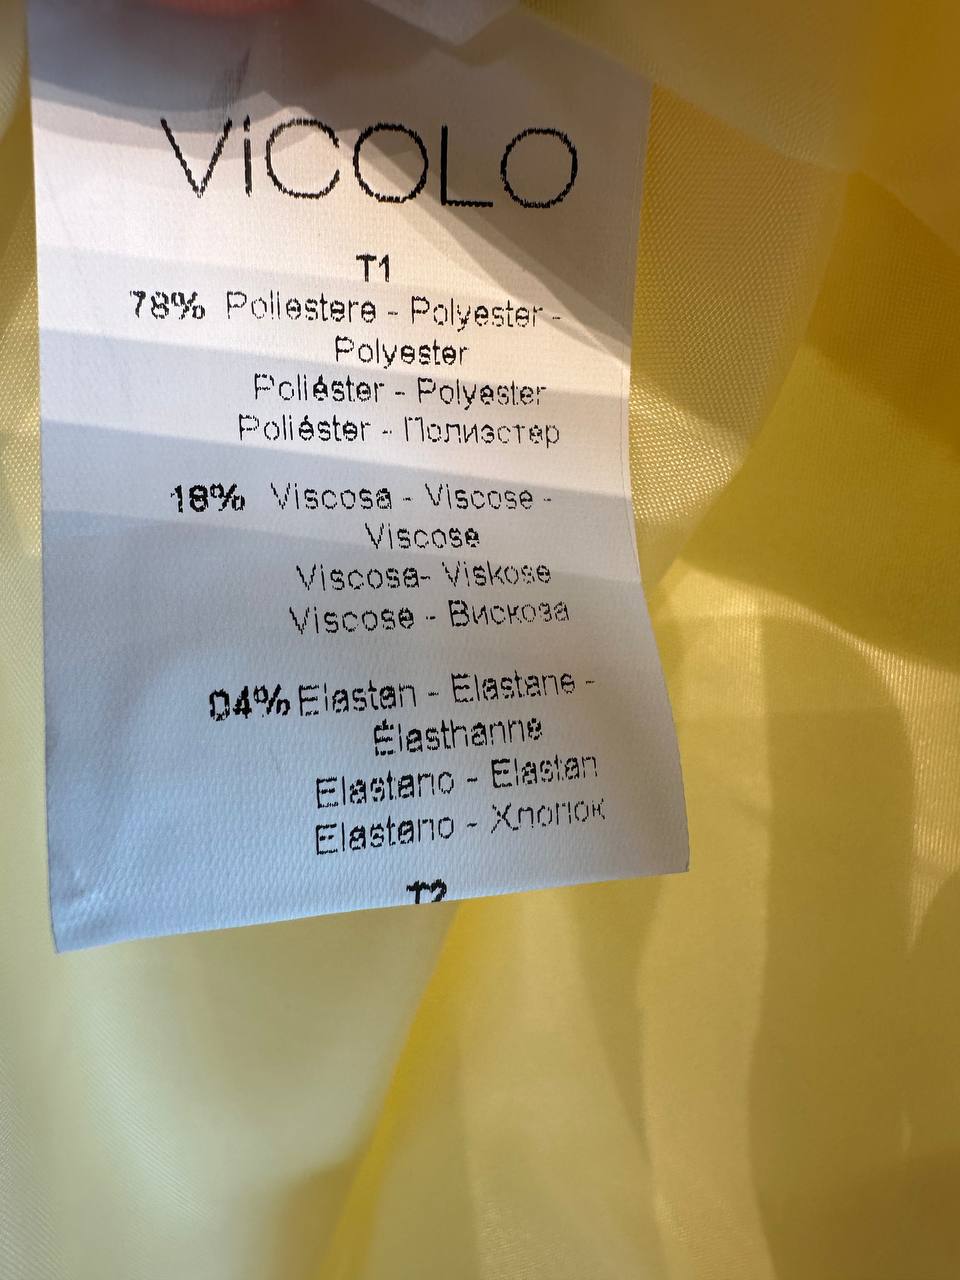 ViCOLO
T1
78% Poliestere - Polyester -
Polyester
Poliéster - Polyester
Poliéster - Полиэстер
18% Viscosa - Viscose -
Viscose
Viscosa- Viskose
Viscose - Вискоза
04% Elastan - Elastane -
Élasthanne
Elastano - Elastan
Elastano - Хлопок
T2